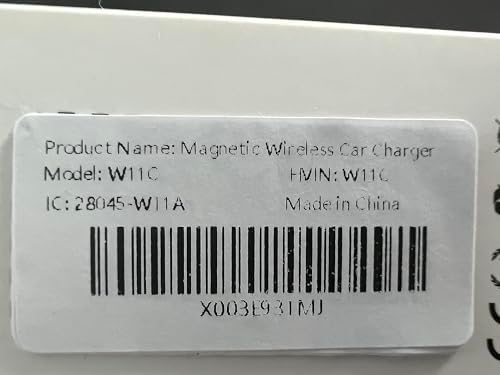 Product Name: Magnetic Wireless Car Charger
Model: W11C HVIN: W11C
IC: 28045-W11A Made in China
X003E931MJ